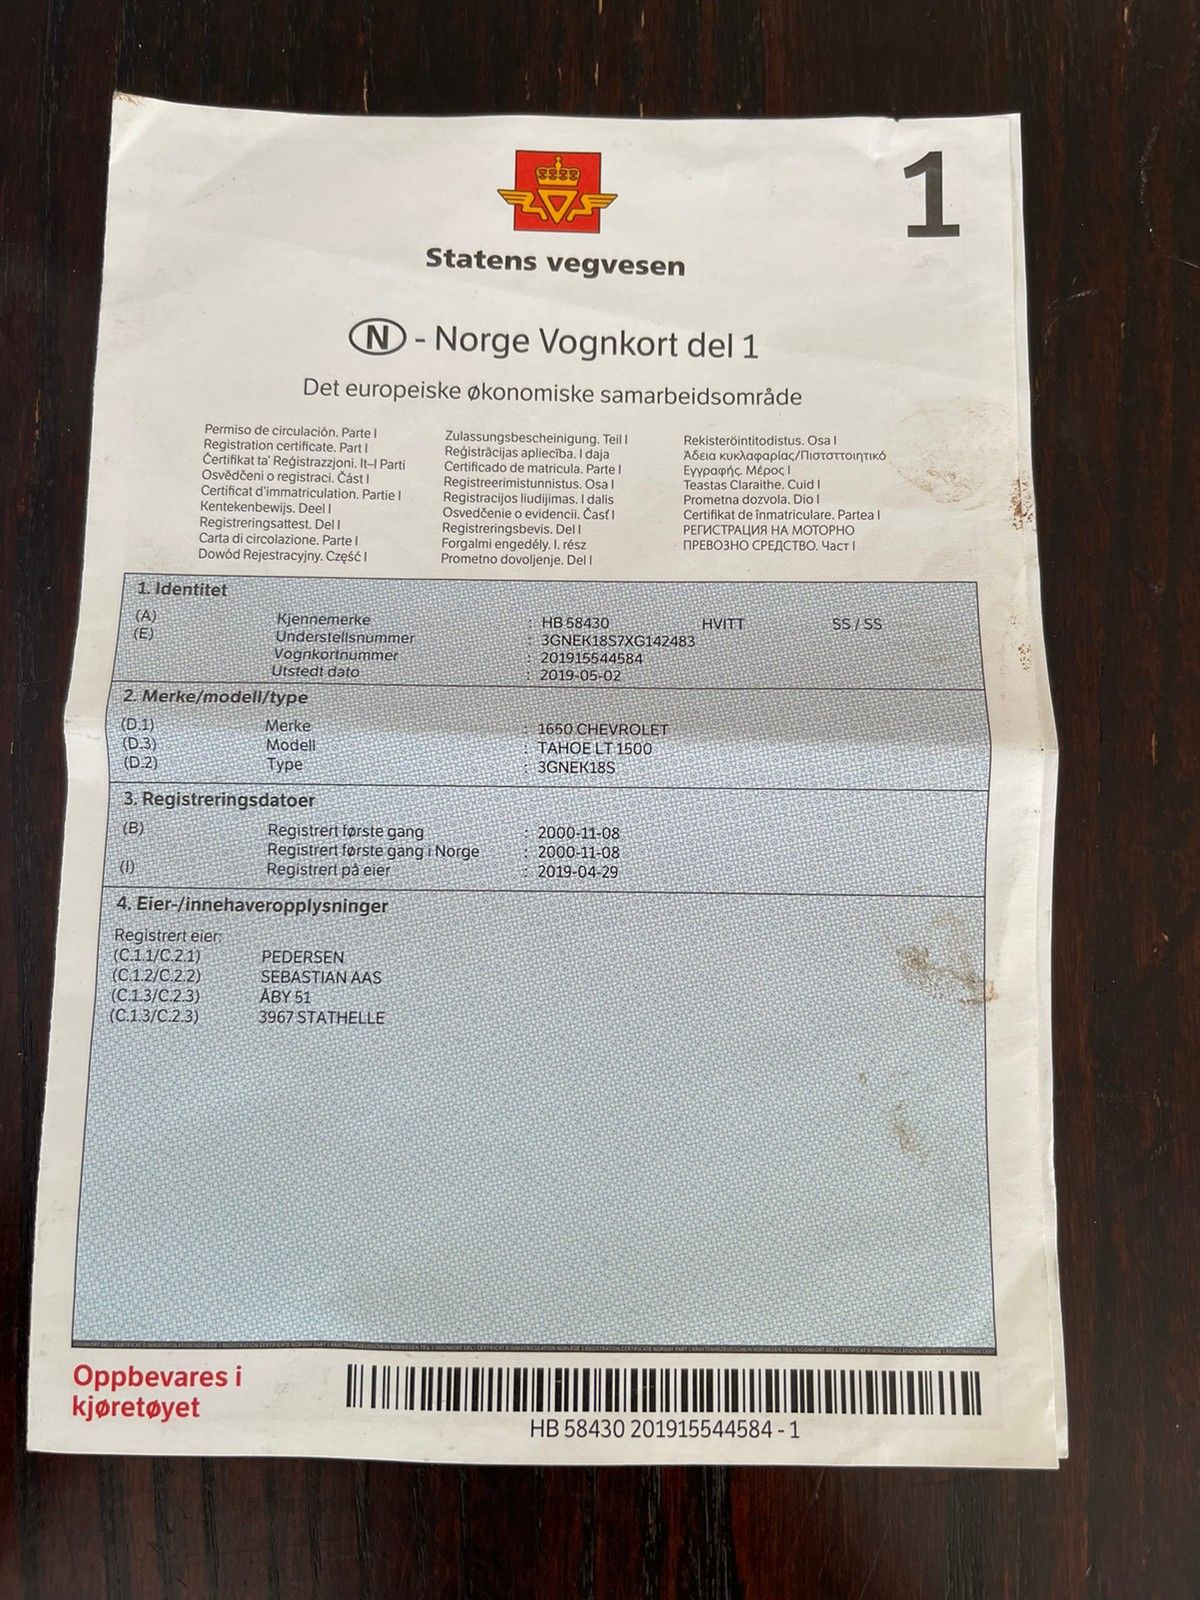 1
Statens vegvesen
N - Norge Vognkort del 1
Det europeiske økonomiske samarbeidsområde
Permiso de circulación. Parte I
Registration certificate. Part I
Ċertifikat ta' Reġistrazzjoni. It-I Parti
Osvědčeni o registraci. Část I
Certificat d'immatriculation. Partie I
Kentekenbewijs. Deel I
Registreringsattest. Del I
Carta di circolazione. Parte I
Dowód Rejestracyjny. Część I
Zulassungsbescheinigung. Teil I
Reģistrācijas apliecība. I daja
Certificado de matricula. Parte I
Registreerimistunnistus. Osa I
Registracijos liudijimas. I dalis
Osvedčenie o evidencii. Časť I
Registreringsbevis. Del I
Forgalmi engedély. I. rész
Prometno dovoljenje. Del I
Rekisteröintitodistus. Osa I
Άδεια κυκλαφαρίας/Πιστοττοιητικό
Εγγραφής. Μέρος I
Teastas Claraithe. Cuid I
Prometna dozvola. Dio I
Certifikat de înmatriculare. Partea I
РЕГИСТРАЦИЯ НА МОТОРНО
ПРЕВОЗНО СРЕДСТВО. Част I
1. Identitet
(A) Kjennemerke : HB 58430 HVITT SS / SS
(E) Understellsnummer : 3GNEK18S7XG142483
Vognkortnummer : 201915544584
Utstedt dato : 2019-05-02
2. Merke/modell/type
(D.1) Merke : 1650 CHEVROLET
(D.3) Modell : TAHOE LT 1500
(D.2) Type : 3GNEK18S
3. Registreringsdatoer
(B) Registrert første gang : 2000-11-08
Registrert første gang i Norge : 2000-11-08
(I) Registrert på eier : 2019-04-29
4. Eier-/innehaveropplysninger
Registrert eier:
(C.1.1/C.2.1) PEDERSEN
(C.1.2/C.2.2) SEBASTIAN AAS
(C.1.3/C.2.3) ÅBY 51
(C.1.3/C.2.3) 3967 STATHELLE
Oppbevares i
kjøretøyet
HB 58430 201915544584 - 1